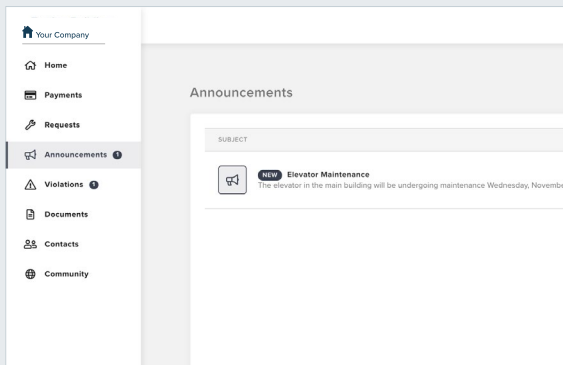 Your Company
Home
Payments
Requests
Announcements 1
Violations 1
Documents
Contacts
Community
Announcements
SUBJECT
NEW Elevator Maintenance
The elevator in the main building will be undergoing maintenance Wednesday,